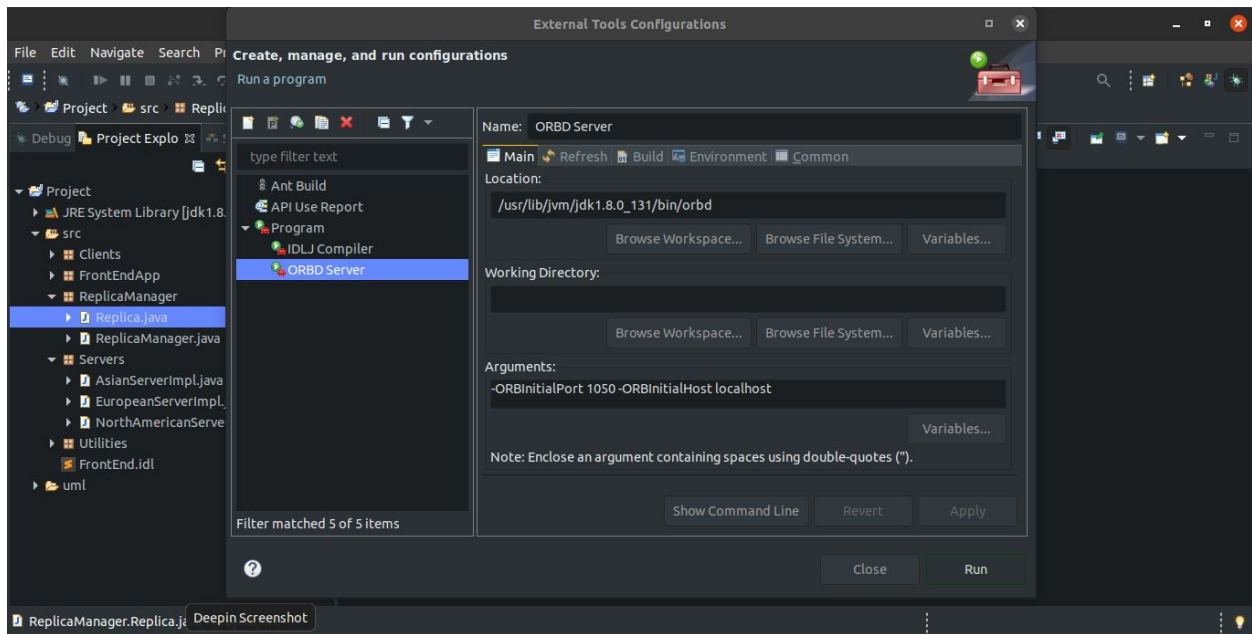 External Tools Configurations
File Edit Navigate Search
Create, manage, and run configurations
Run a program
Project src
Debug Project Explo
Name: ORBD Server
type filter text
Main Refresh Build Environment Common
Location:
/usr/lib/jvm/jdk1.8.0_131/bin/orbd
Browse Workspace... Browse File System... Variables...
Working Directory:
Browse Workspace... Browse File System... Variables...
Arguments:
-ORBInitialPort 1050 -ORBInitialHost localhost
Variables...
Note: Enclose an argument containing spaces using double-quotes (").
Show Command Line Revert Apply
Ant Build
API Use Report
Program
IDLJ Compiler
ORBD Server
Filter matched 5 of 5 items
Close Run
Project
JRE System Library [jdk1.8.
src
Clients
FrontEndApp
ReplicaManager
Replica.java
ReplicaManager.java
Servers
AsianServerImpl.java
EuropeanServerImpl.
NorthAmericanServe
Utilities
FrontEnd.idl
uml
ReplicaManager.Replica.ja
Deepin Screenshot